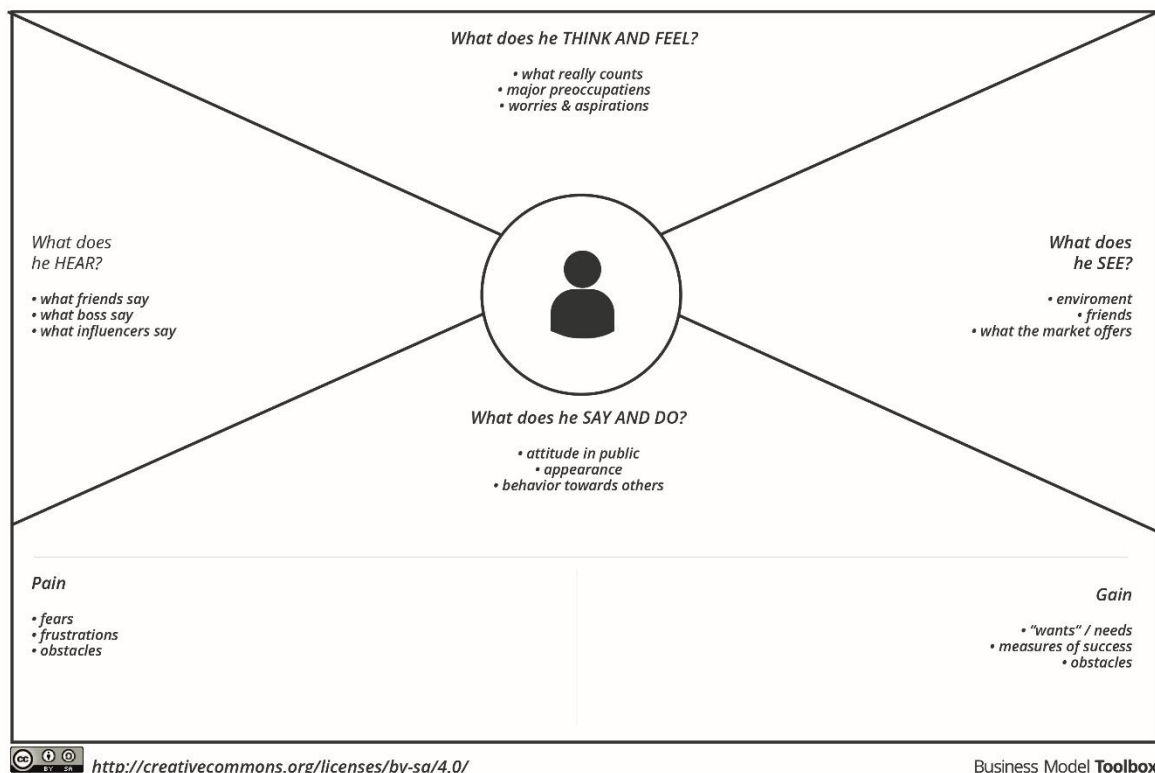 What does he THINK AND FEEL?
• what really counts
• major preoccupatiens
• worries & aspirations
What does
he HEAR?
• what friends say
• what boss say
• what influencers say
What does
he SEE?
• enviroment
• friends
• what the market offers
What does he SAY AND DO?
• attitude in public
• appearance
• behavior towards others
Pain
• fears
• frustrations
• obstacles
Gain
• “wants“ / needs
• measures of success
• obstacles
cc BY SA
http://creativecommons.org/licenses/by-sa/4.0/
Business Model Toolbox